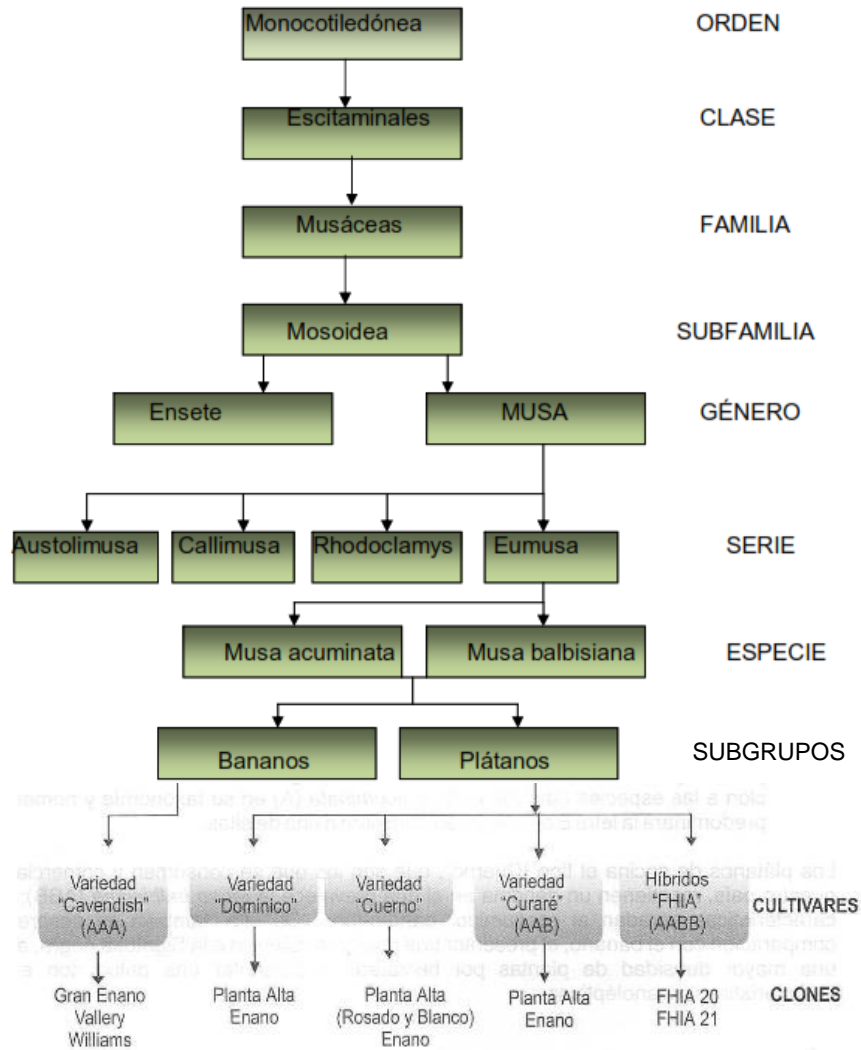 Monocotiledónea ORDEN
Escitaminales CLASE
Musáceas FAMILIA
Mosoidea SUBFAMILIA
Ensete MUSA GÉNERO
Austolimusa Callimusa Rhodoclamys Eumusa SERIE
Musa acuminata Musa balbisiana ESPECIE
Bananos Plátanos SUBGRUPOS
Variedad
"Cavendish"
(AAA)
Variedad
"Domínico"
Variedad
"Cuerno"
Variedad
"Curaré"
(AAB)
Híbridos
"FHIA"
(AABB)
CULTIVARES
Gran Enano
Vallery
Williams
Planta Alta
Enano
Planta Alta
(Rosado y Blanco)
Enano
Planta Alta
Enano
FHIA 20
FHIA 21
CLONES